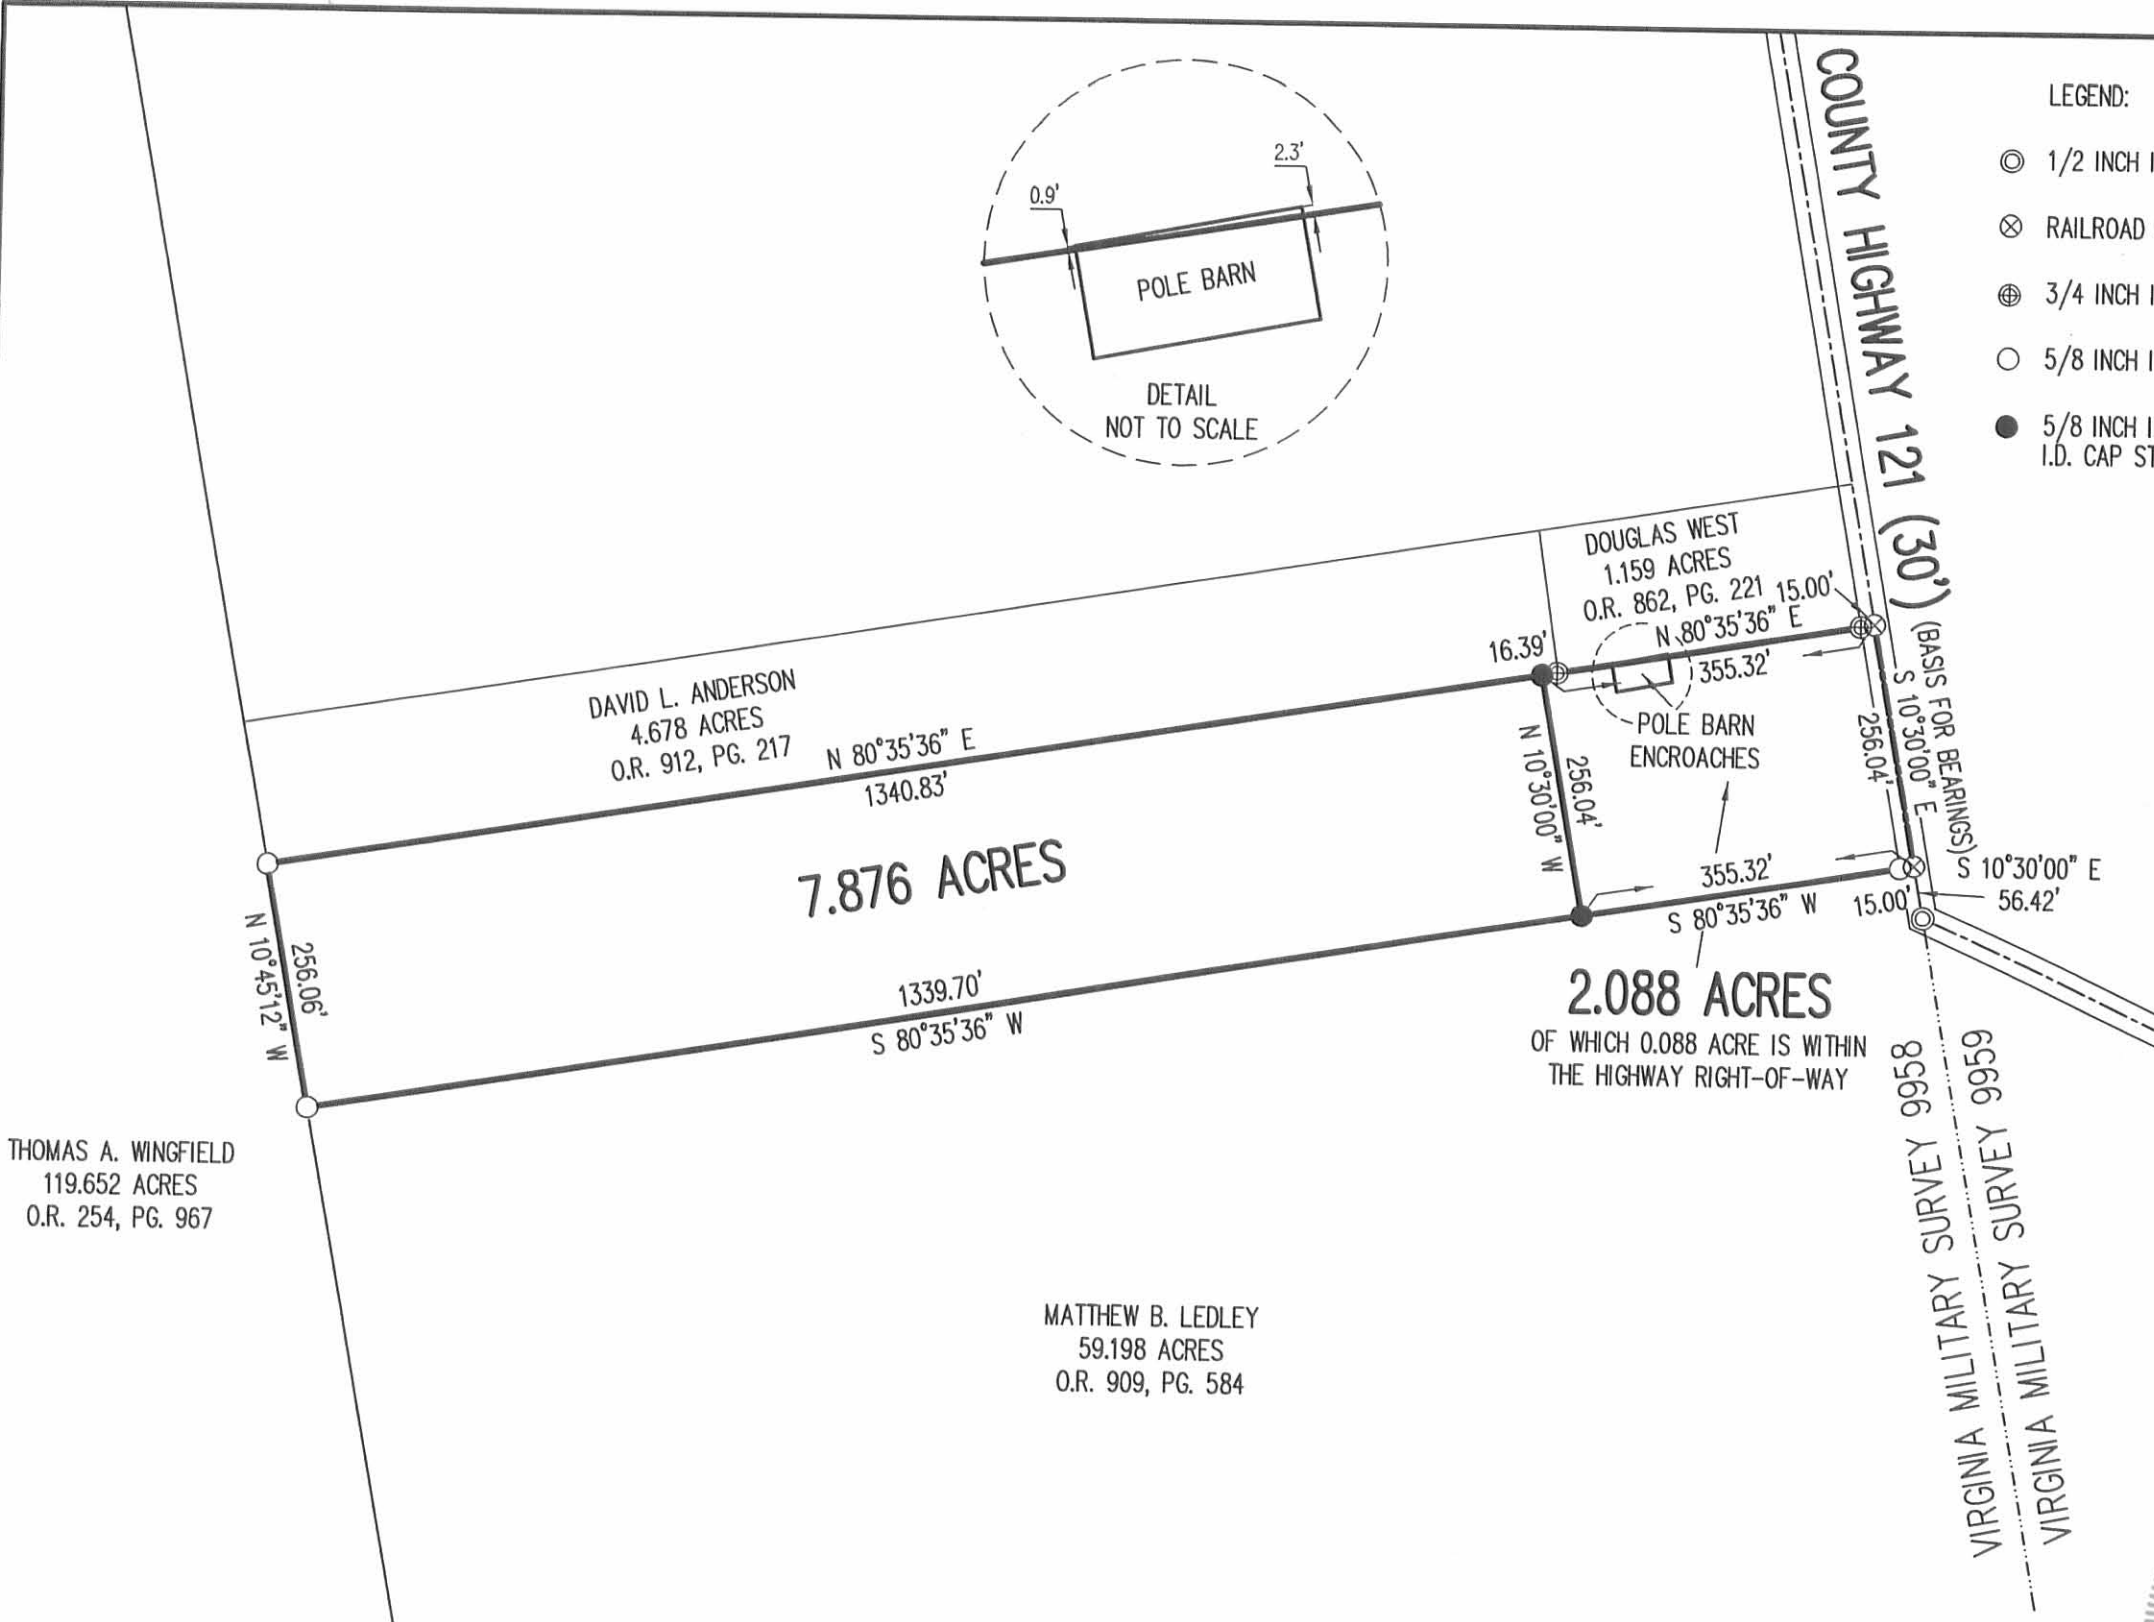 COUNTY HIGHWAY 121 (30')
(BASIS FOR BEARINGS)
LEGEND:
1/2 INCH I
RAILROAD
3/4 INCH I
5/8 INCH I
5/8 INCH I
I.D. CAP ST
0.9'
2.3'
POLE BARN
DETAIL
NOT TO SCALE
DOUGLAS WEST
1.159 ACRES
O.R. 862, PG. 221
15.00'
N 80°35'36" E
355.32'
16.39'
DAVID L. ANDERSON
4.678 ACRES
O.R. 912, PG. 217
N 80°35'36" E
1340.83'
POLE BARN
ENCROACHES
N 10°30'00" W
256.04'
256.04'
S 10°30'00" E
7.876 ACRES
355.32'
S 80°35'36" W
15.00'
S 10°30'00" E
56.42'
N 10°45'12" W
256.06'
1339.70'
S 80°35'36" W
2.088 ACRES
OF WHICH 0.088 ACRE IS WITHIN
THE HIGHWAY RIGHT-OF-WAY
THOMAS A. WINGFIELD
119.652 ACRES
O.R. 254, PG. 967
MATTHEW B. LEDLEY
59.198 ACRES
O.R. 909, PG. 584
VIRGINIA MILITARY SURVEY 9958
VIRGINIA MILITARY SURVEY 9959